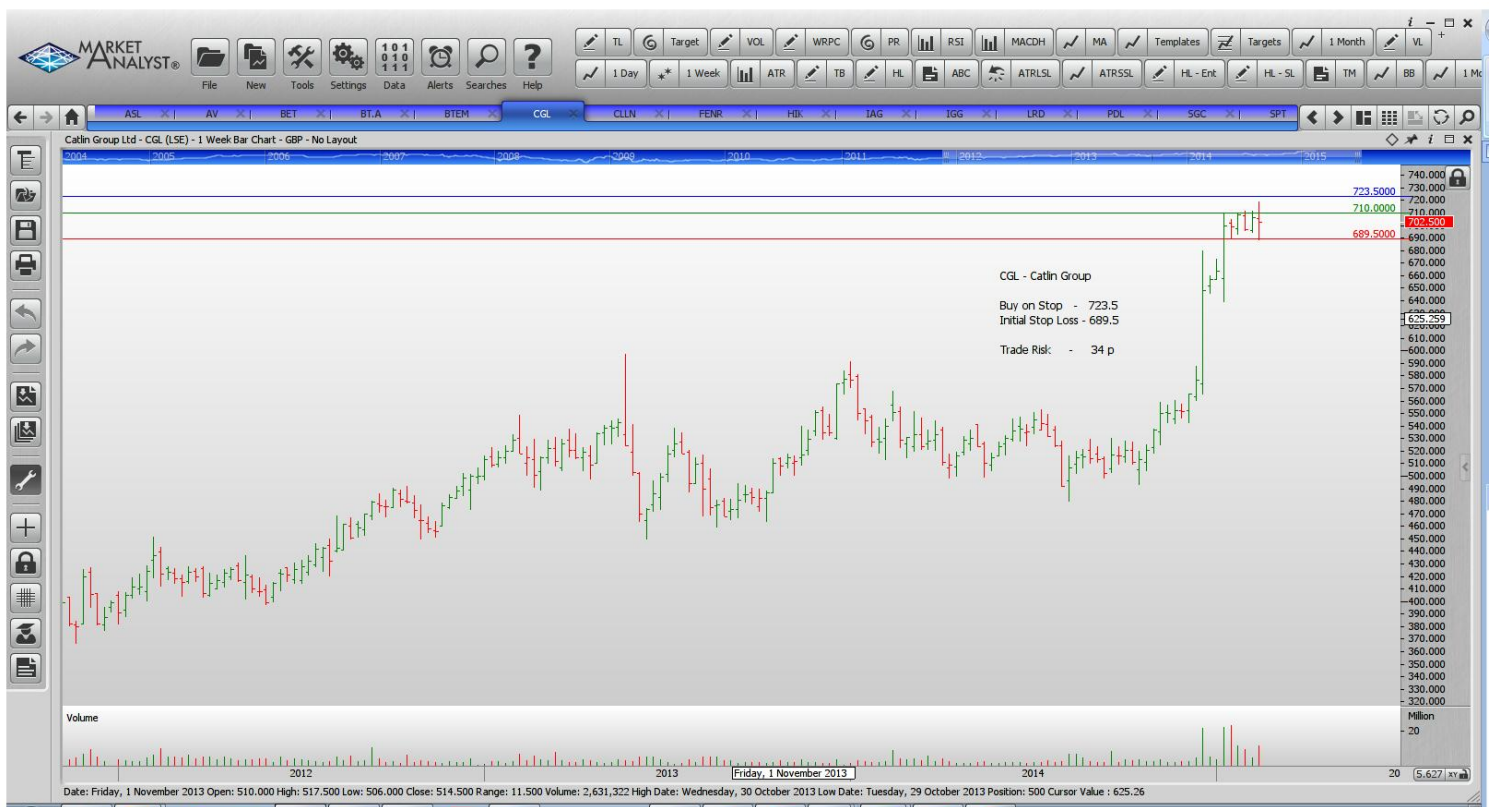 MARKET
ANALYST®
File New Tools Settings Data Alerts Searches Help
TL Target VOL WRPC PR RSI MACDH MA Templates Targets 1 Month VL
1 Day 1 Week ATR TB HL ABC ATRLSL ATRSSL HL - Ent HL - SL TM BB
ASL AV BET BT.A BTEM CGL CLLN FENR HIK IAG IGG LRD PDL SGC SPT
Catlin Group Ltd - CGL (LSE) - 1 Week Bar Chart - GBP - No Layout
2004 2005 2006 2007 2008 2009 2010 2011 2012 2013 2014 2015
740.000
730.000
723.5000
720.000
710.0000
710.000
702.500
689.5000
690.000
680.000
670.000
CGL - Catlin Group
660.000
650.000
Buy on Stop - 723.5
640.000
Initial Stop Loss - 689.5
625.259
610.000
Trade Risk - 34 p
600.000
590.000
580.000
570.000
560.000
550.000
540.000
530.000
520.000
510.000
500.000
490.000
480.000
470.000
460.000
450.000
440.000
430.000
420.000
410.000
400.000
390.000
380.000
370.000
360.000
350.000
340.000
330.000
320.000
Volume
Million
20
2012 2013 Friday, 1 November 2013 2014 20 5.627 XY
Date: Friday, 1 November 2013 Open: 510.000 High: 517.500 Low: 506.000 Close: 514.500 Range: 11.500 Volume: 2,631,322 High Date: Wednesday, 30 October 2013 Low Date: Tuesday, 29 October 2013 Position: 500 Cursor Value : 625.26